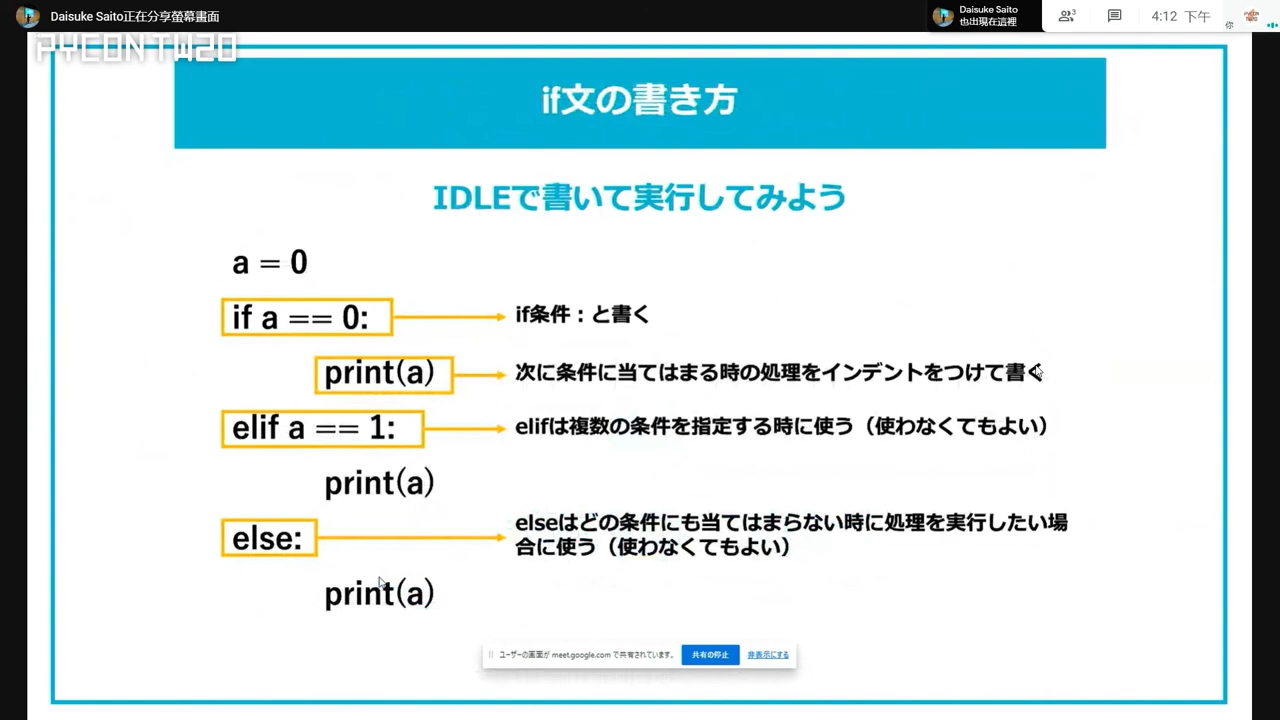 Daisuke Saito正在分享螢幕畫面
Daisuke Saito
也出現在這裡
3
4:12 下午
你
PYCON TW20
if文の書き方
IDLEで書いて実行してみよう
a = 0
if a == 0:
if条件：と書く
print(a)
次に条件に当てはまる時の処理をインデントをつけて書く
elif a == 1:
elifは複数の条件を指定する時に使う（使わなくてもよい）
print(a)
else:
elseはどの条件にも当てはまらない時に処理を実行したい場
合に使う（使わなくてもよい）
print(a)
ユーザーの画面が meet.google.com で共有されています。
共有の停止
非表示にする